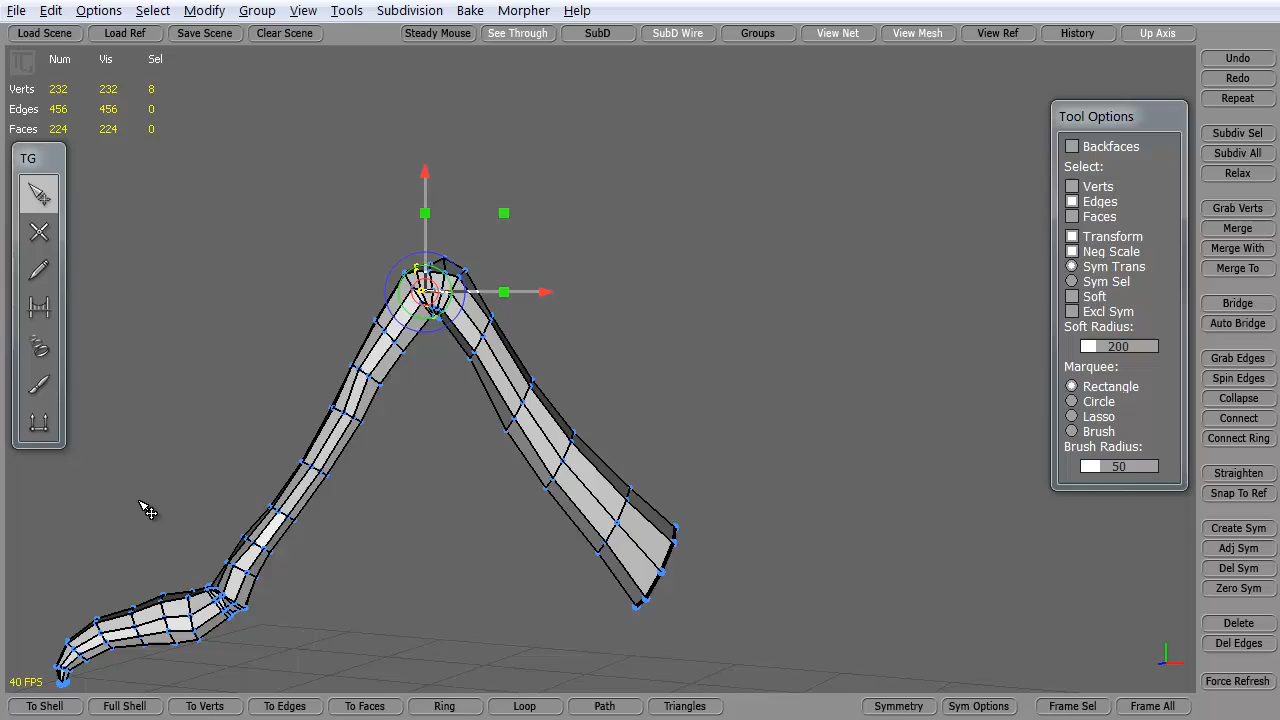 File Edit Options Select Modify Group View Tools Subdivision Bake Morpher Help
Load Scene Load Ref Save Scene Clear Scene Steady Mouse See Through SubD SubD Wire Groups View Net View Mesh View Ref History Up Axis
Num Vis Sel
Verts 232 232 8
Edges 456 456 0
Faces 224 224 0
TG
Tool Options
Backfaces
Select:
Verts
Edges
Faces
Transform
Neg Scale
Sym Trans
Sym Sel
Soft
Excl Sym
Soft Radius:
200
Marquee:
Rectangle
Circle
Lasso
Brush
Brush Radius:
50
Undo
Redo
Repeat
Subdiv Sel
Subdiv All
Relax
Grab Verts
Merge
Merge With
Merge To
Bridge
Auto Bridge
Grab Edges
Spin Edges
Collapse
Connect
Connect Ring
Straighten
Snap To Ref
Create Sym
Adj Sym
Del Sym
Zero Sym
Delete
Del Edges
Force Refresh
40 FPS
To Shell Full Shell To Verts To Edges To Faces Ring Loop Path Triangles Symmetry Sym Options Frame Sel Frame All